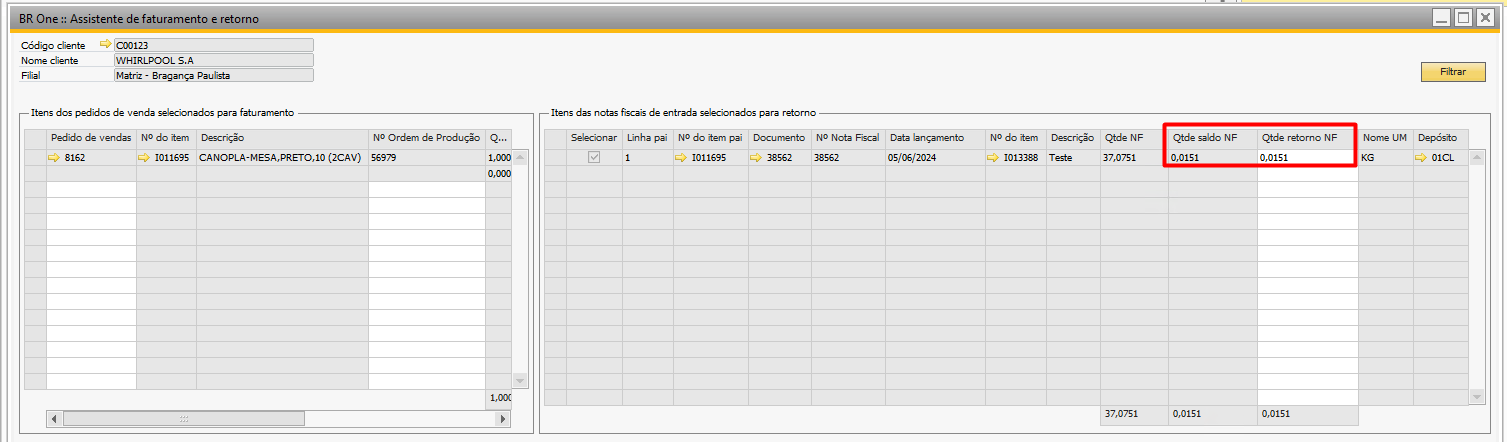 BR One :: Assistente de faturamento e retorno
Código cliente C00123
Nome cliente WHIRLPOOL S.A
Filial Matriz - Bragança Paulista
Filtrar
Itens dos pedidos de venda selecionados para faturamento
Pedido de vendas Nº do item Descrição Nº Ordem de Produção Q...
8162 I011695 CANOPLA-MESA,PRETO,10 (2CAV) 56979 1,000
0,000
1,000
Itens das notas fiscais de entrada selecionados para retorno
Selecionar Linha pai Nº do item pai Documento Nº Nota Fiscal Data lançamento Nº do item Descrição Qtde NF Qtde saldo NF Qtde retorno NF Nome UM Depósito
1 I011695 38562 38562 05/06/2024 I013388 Teste 37,0751 0,0151 0,0151 KG 01CL
37,0751 0,0151 0,0151